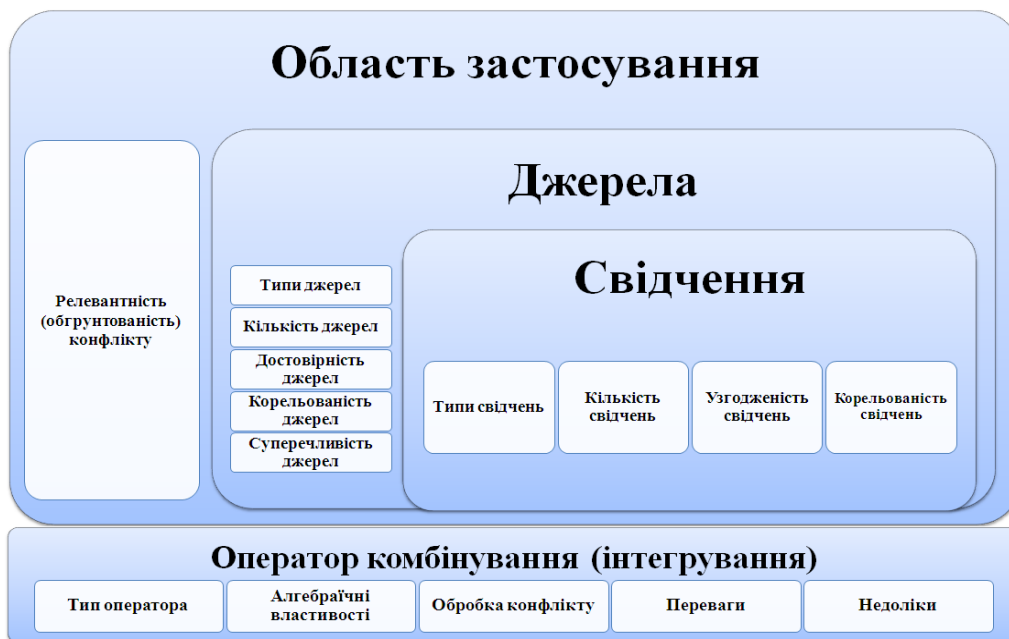 Область застосування
Джерела
Свідчення
Релевантність
(обгрунтованість)
конфлікту
Типи джерел
Кількість джерел
Достовірність
джерел
Корельованість
джерел
Суперечливість
джерел
Типи свідчень
Кількість
свідчень
Узгодженість
свідчень
Корельованість
свідчень
Оператор комбінування (інтегрування)
Тип оператора
Алгебраїчні
властивості
Обробка конфлікту
Переваги
Недоліки